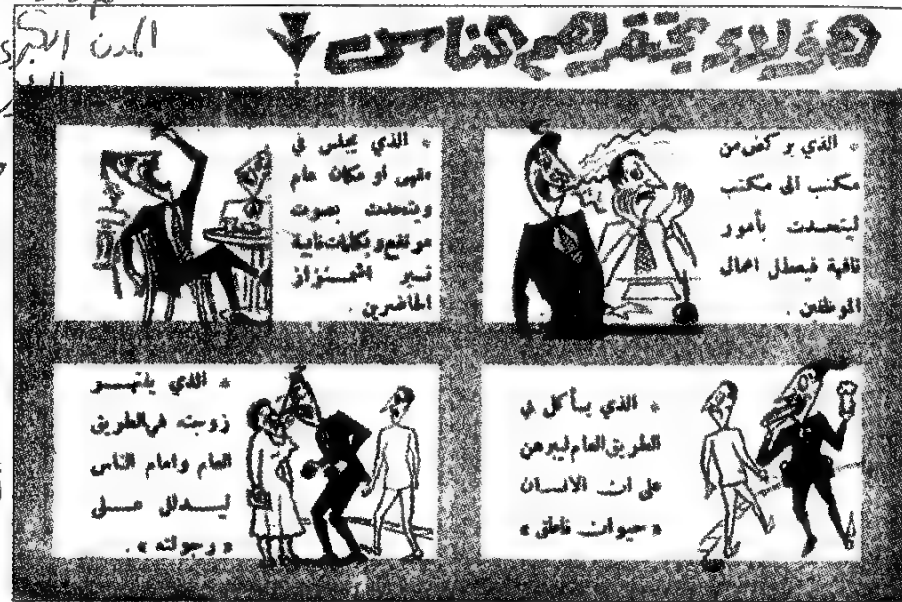 هؤلاء يحتقرهم الناس
المدن الكبرى
* الذي يركض من
مكتب الى مكتب
ليتحدث بأمور
تافهة فيعطل اعمال
الموظفين .
* الذي يجلس في
مقهى او مكان عام
ويتحدث بصوت
مرتفع وبكلمات نابية
تثير اشمئزاز
الحاضرين .
* الذي يأكل في
الطريق العام ليبرهن
على ان الانسان
« حيوان ناطق »
* الذي ينتهر
زوجته في الطريق
العام وامام الناس
ليدلل على
« رجولته » .